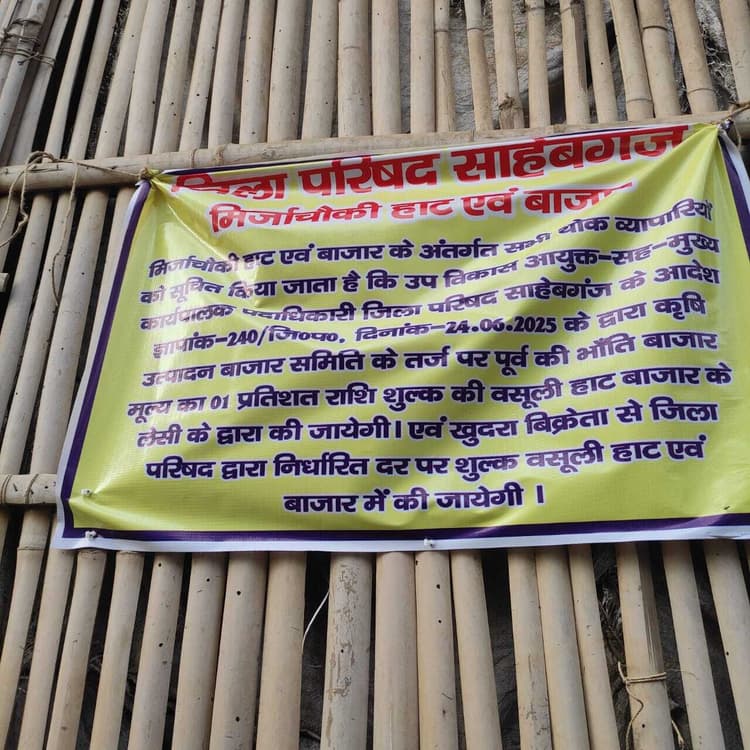 जिला परिषद साहेबगंज
मिर्जाचौकी हाट एवं बाजार
मिर्जाचौकी हाट एवं बाजार के अंतर्गत सभी थोक व्यापारियों
को सूचित किया जाता है कि उप विकास आयुक्त-सह-मुख्य
कार्यपालक पदाधिकारी जिला परिषद साहेबगंज के आदेश
ज्ञापांक-240/जि०प०, दिनांक-24.06.2025 के द्वारा कृषि
उत्पादन बाजार समिति के तर्ज पर पूर्व की भाँति बाजार
मूल्य का 01 प्रतिशत राशि शुल्क की वसूली हाट बाजार के
लेसी के द्वारा की जायेगी। एवं खुदरा बिक्रेता से जिला
परिषद द्वारा निर्धारित दर पर शुल्क वसूली हाट एवं
बाजार में की जायेगी ।